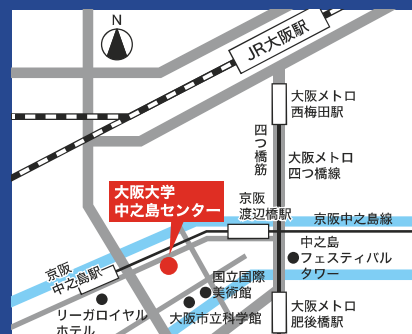 N
JR大阪駅
大阪メトロ
西梅田駅
四つ橋筋
大阪メトロ
四つ橋線
大阪大学
中之島センター
京阪
渡辺橋駅
京阪中之島線
中之島
フェスティバル
タワー
京阪
中之島駅
国立国際
美術館
リーガロイヤル
ホテル
大阪市立科学館
大阪メトロ
肥後橋駅